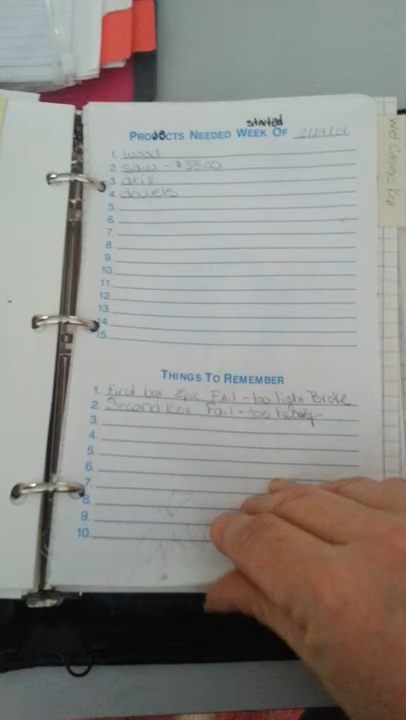 started
PRODUCTS NEEDED WEEK OF
1. wood
2. saw - $33.00
3. drill
4. dowels
5.
6.
7.
8.
9.
10.
11.
12.
13.
14.
15.
THINGS TO REMEMBER
1. First box Epic FAil - too light Broke
2. Second box Fail - too heavy
3.
4.
5.
6.
7.
8.
9.
10.